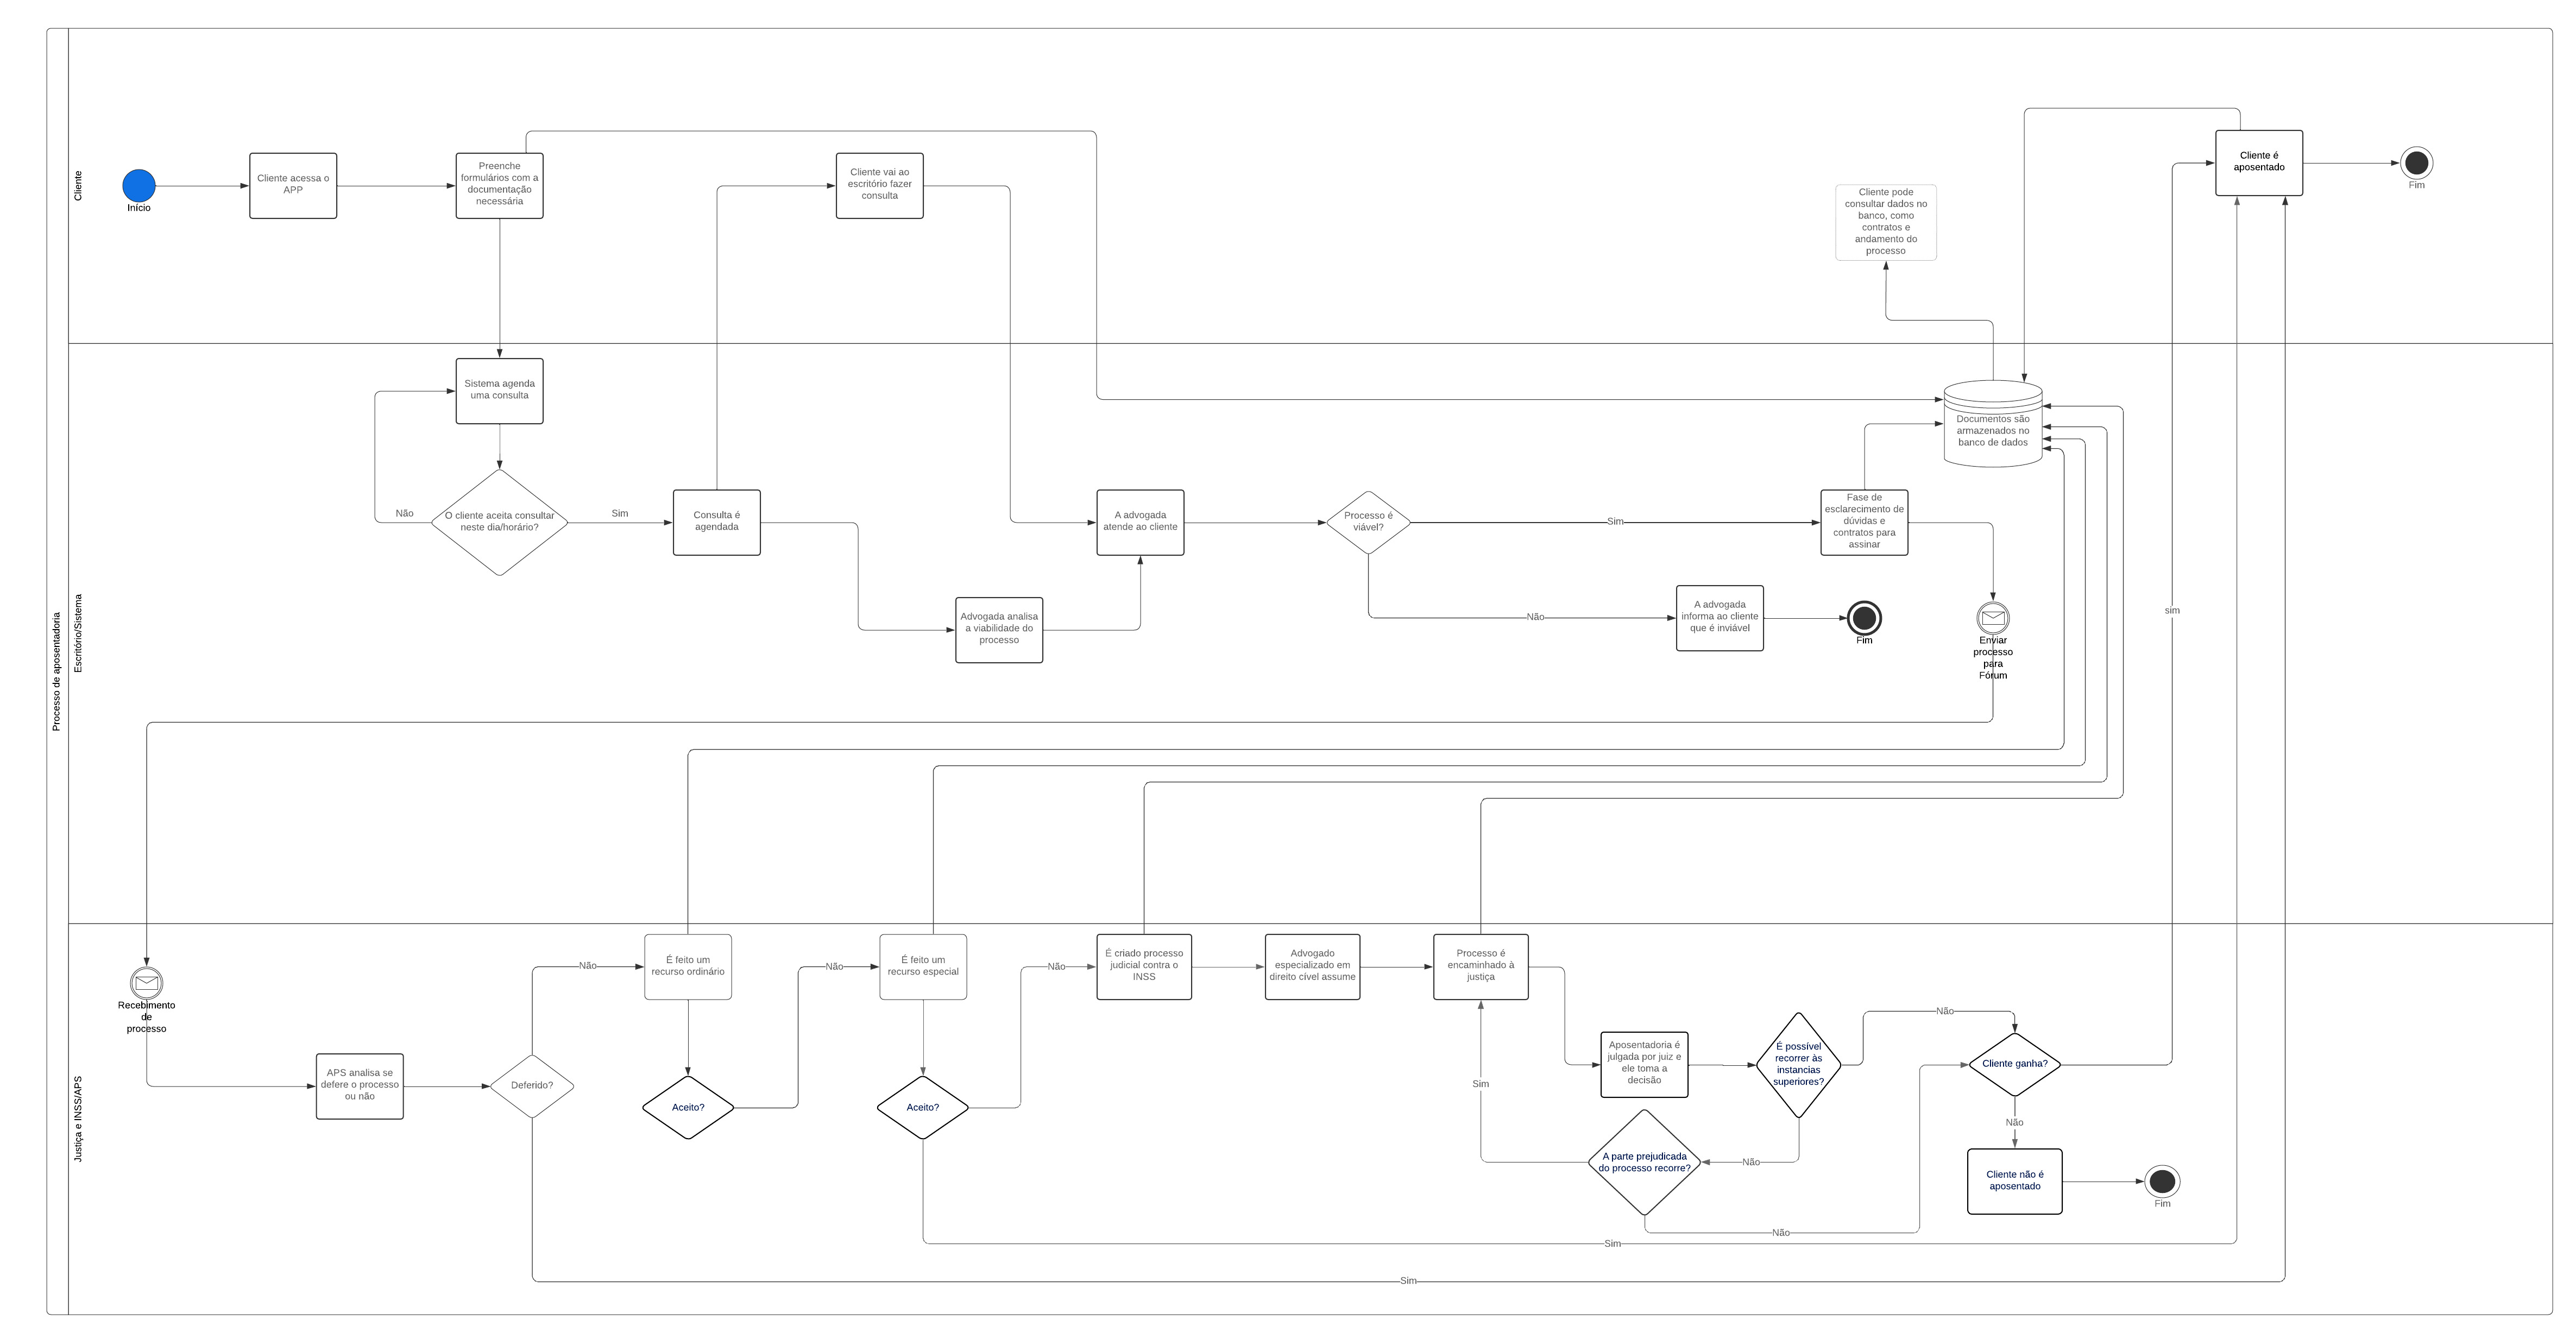 Processo de aposentadoria
Cliente
Início
Cliente acessa o
APP
Preenche
formulários com a
documentação
necessária
Cliente vai ao
escritório fazer
consulta
Cliente pode
consultar dados no
banco, como
contratos e
andamento do
processo
Cliente é
aposentado
Fim
Escritório/Sistema
Sistema agenda
uma consulta
O cliente aceita consultar
neste dia/horário?
Não
Sim
Consulta é
agendada
Advogada analisa
a viabilidade do
processo
A advogada
atende ao cliente
Processo é
viável?
Sim
Não
Fase de
esclarecimento de
dúvidas e
contratos para
assinar
A advogada
informa ao cliente
que é inviável
Fim
Documentos são
armazenados no
banco de dados
Enviar
processo
para
Fórum
sim
Justiça e INSS/APS
Recebimento
de
processo
APS analisa se
defere o processo
ou não
Deferido?
Não
É feito um
recurso ordinário
Aceito?
Não
É feito um
recurso especial
Aceito?
Não
É criado processo
judicial contra o
INSS
Advogado
especializado em
direito cível assume
Processo é
encaminhado à
justiça
Sim
Aposentadoria é
julgada por juiz e
ele toma a
decisão
É possível
recorrer às
instancias
superiores?
Não
Não
A parte prejudicada
do processo recorre?
Não
Cliente ganha?
Não
Cliente não é
aposentado
Fim
Sim
Sim